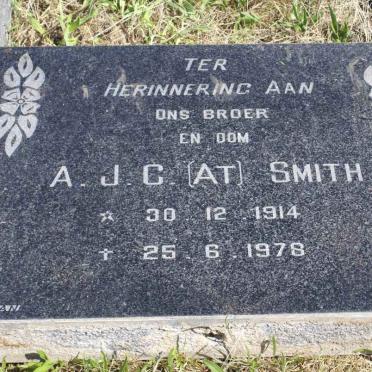 TER
HERINNERING AAN
ONS BROER
EN OOM
A. J. C. (AT) SMITH
☆ 30. 12. 1914
† 25. 6. 1978